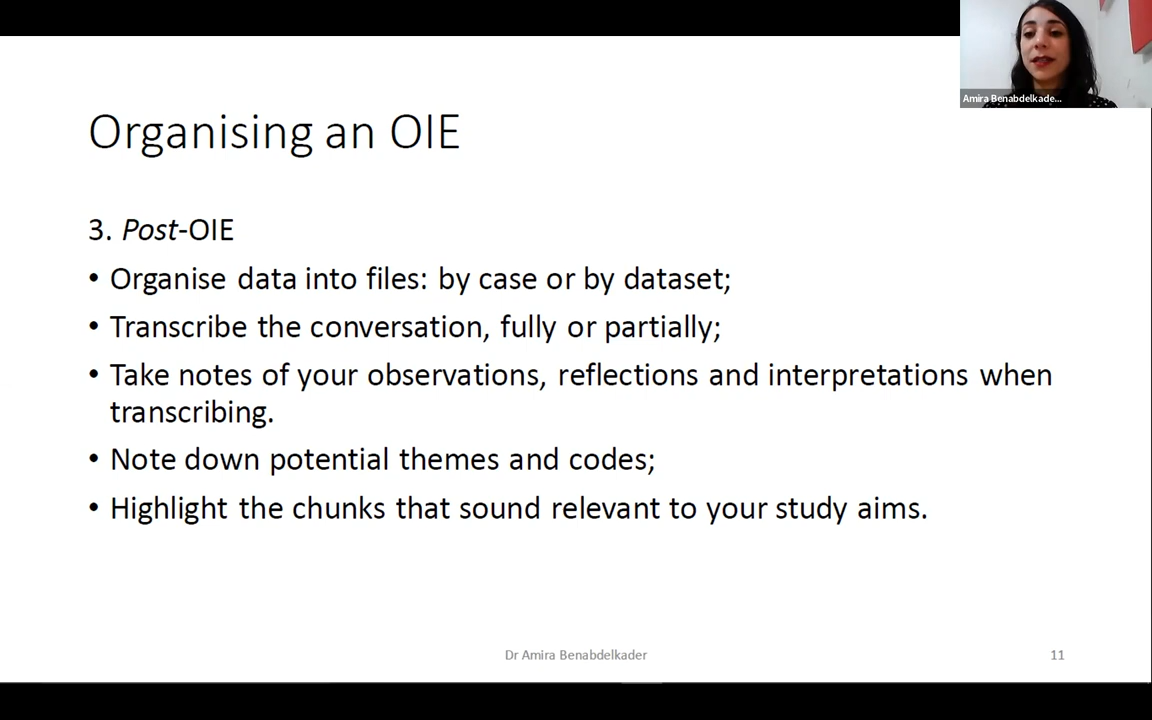 Amira Benabdelkade...
Organising an OIE
3. Post-OIE
• Organise data into files: by case or by dataset;
• Transcribe the conversation, fully or partially;
• Take notes of your observations, reflections and interpretations when
transcribing.
• Note down potential themes and codes;
• Highlight the chunks that sound relevant to your study aims.
Dr Amira Benabdelkader
11